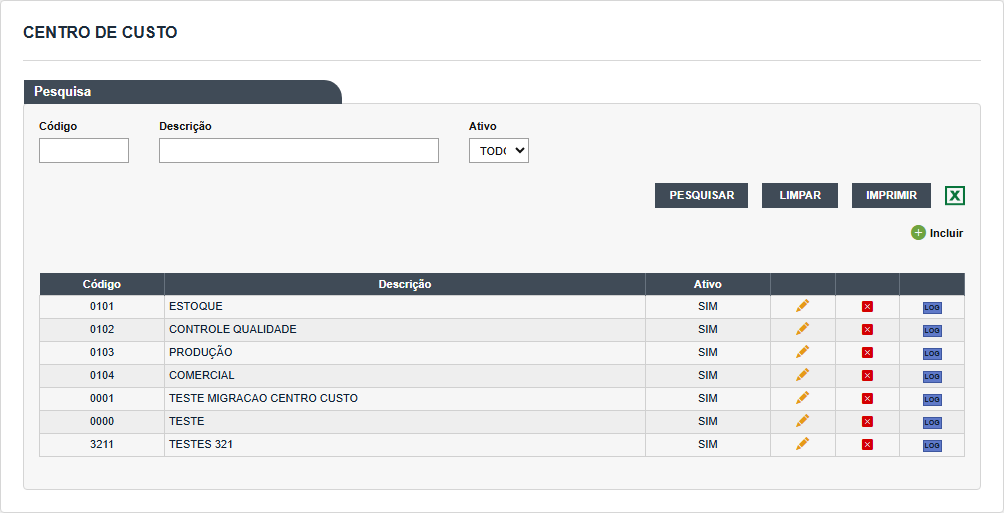 CENTRO DE CUSTO
Pesquisa
Código Descrição Ativo
TODO
PESQUISAR LIMPAR IMPRIMIR
Incluir
Código Descrição Ativo
0101 ESTOQUE SIM LOG
0102 CONTROLE QUALIDADE SIM LOG
0103 PRODUÇÃO SIM LOG
0104 COMERCIAL SIM LOG
0001 TESTE MIGRACAO CENTRO CUSTO SIM LOG
0000 TESTE SIM LOG
3211 TESTES 321 SIM LOG